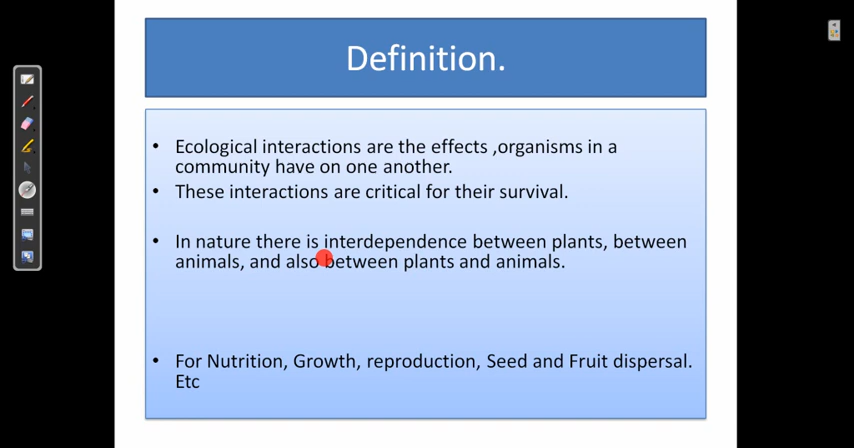 Definition.
• Ecological interactions are the effects ,organisms in a
community have on one another.
• These interactions are critical for their survival.
• In nature there is interdependence between plants, between
animals, and also between plants and animals.
• For Nutrition, Growth, reproduction, Seed and Fruit dispersal.
Etc